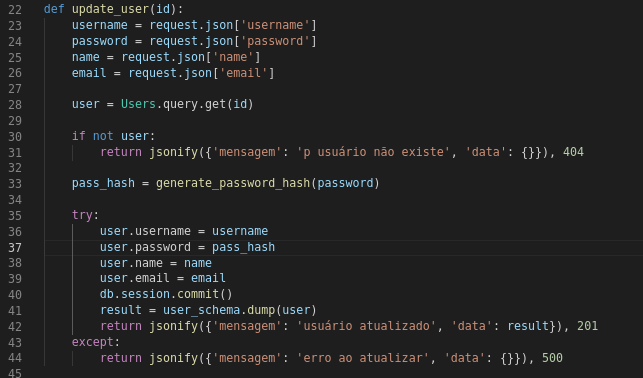 22 def update_user(id):
23     username = request.json['username']
24     password = request.json['password']
25     name = request.json['name']
26     email = request.json['email']
27
28     user = Users.query.get(id)
29
30     if not user:
31         return jsonify({'mensagem': 'p usuário não existe', 'data': {}}), 404
32
33     pass_hash = generate_password_hash(password)
34
35     try:
36         user.username = username
37         user.password = pass_hash
38         user.name = name
39         user.email = email
40         db.session.commit()
41         result = user_schema.dump(user)
42         return jsonify({'mensagem': 'usuário atualizado', 'data': result}), 201
43     except:
44         return jsonify({'mensagem': 'erro ao atualizar', 'data': {}}), 500
45